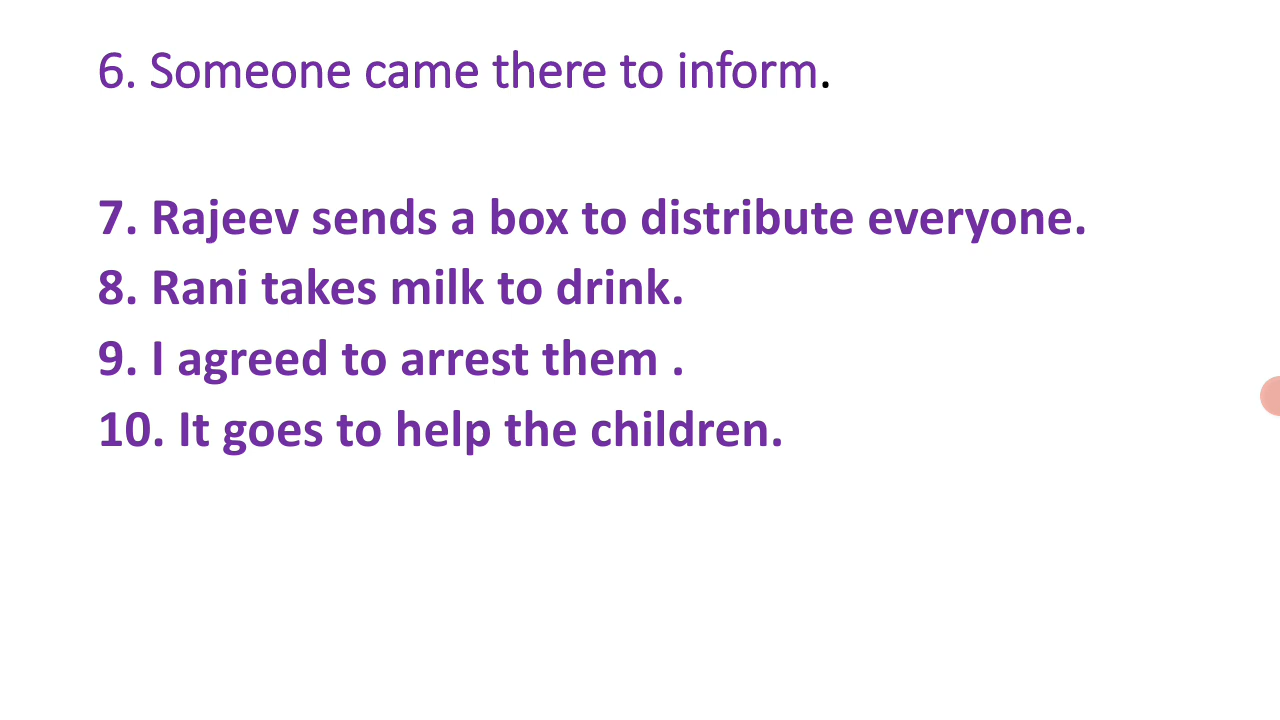 6. Someone came there to inform.
7. Rajeev sends a box to distribute everyone.
8. Rani takes milk to drink.
9. I agreed to arrest them .
10. It goes to help the children.